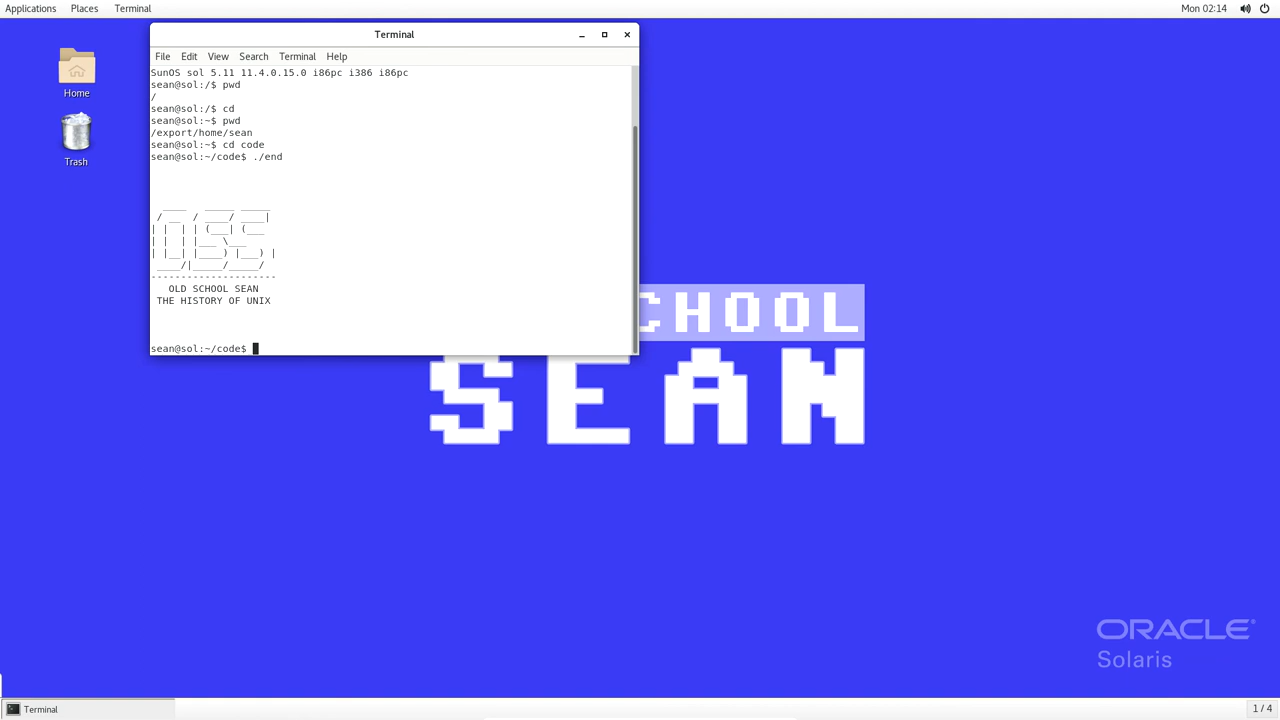 Applications Places Terminal Mon 02:14
Home
Trash
Terminal
File Edit View Search Terminal Help
SunOS sol 5.11 11.4.0.15.0 i86pc i386 i86pc
sean@sol:/$ pwd
/
sean@sol:/$ cd
sean@sol:~$ pwd
/export/home/sean
sean@sol:~$ cd code
sean@sol:~/code$ ./end
OSS
---------------------
OLD SCHOOL SEAN
THE HISTORY OF UNIX
sean@sol:~/code$
CHOOL
SEAN
ORACLE
Solaris
Terminal 1 / 4